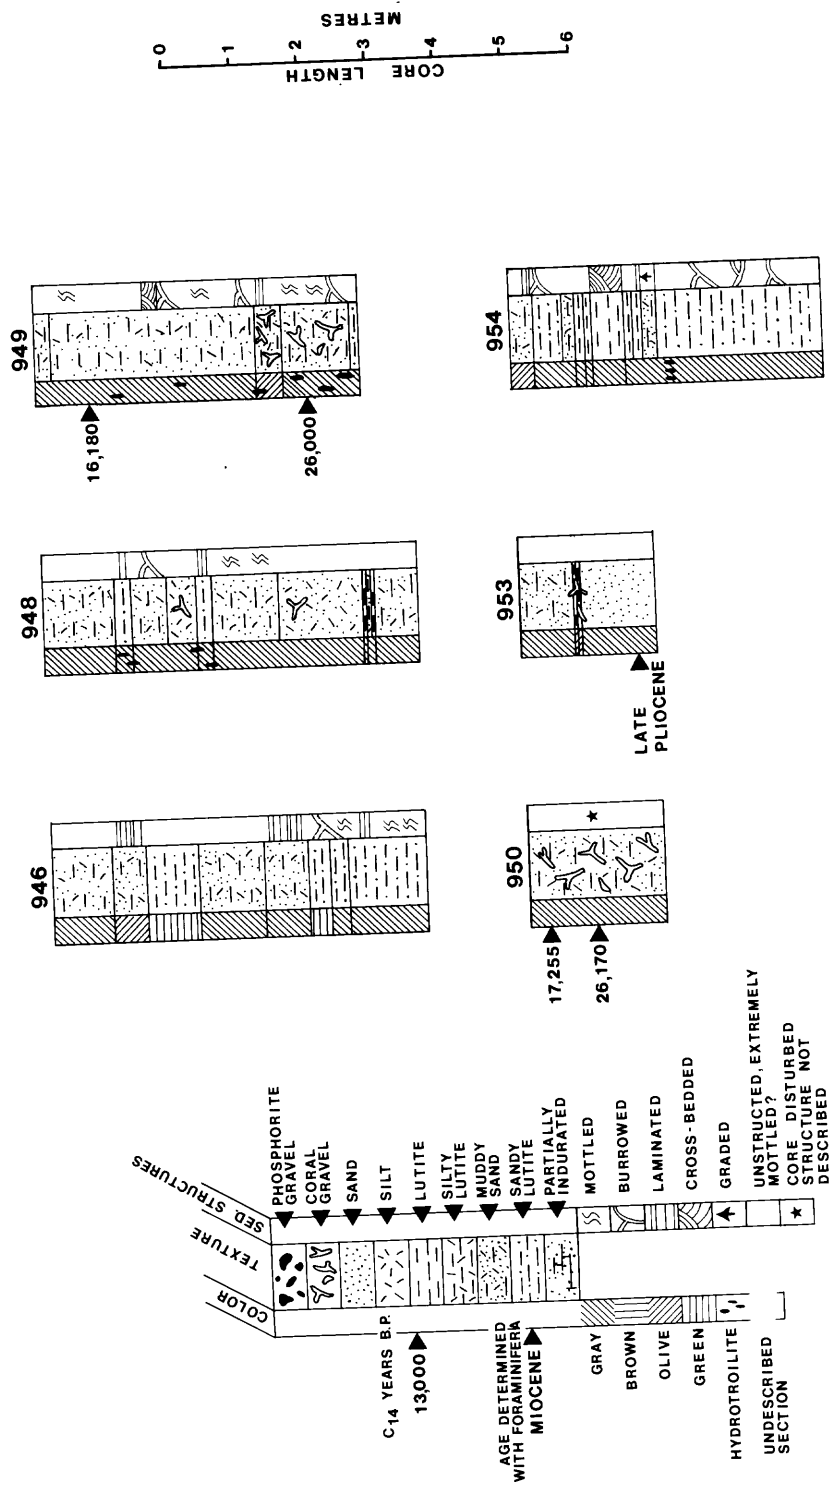 METRES
CORE LENGTH
0
1
2
3
4
5
6
949
16,180
26,000
954
948
953
LATE
PLIOCENE
946
950
17,255
26,170
COLOR
TEXTURE
SED. STRUCTURES
PHOSPHORITE
GRAVEL
CORAL
GRAVEL
SAND
SILT
LUTITE
SILTY
LUTITE
MUDDY
SAND
SANDY
LUTITE
PARTIALLY
INDURATED
MOTTLED
BURROWED
LAMINATED
CROSS-BEDDED
GRADED
UNSTRUCTED, EXTREMELY
MOTTLED?
CORE DISTURBED
STRUCTURE NOT
DESCRIBED
C14 YEARS B.P.
13,000
AGE DETERMINED
WITH FORAMINIFERA
MIOCENE
GRAY
BROWN
OLIVE
GREEN
HYDROTROILITE
UNDESCRIBED
SECTION